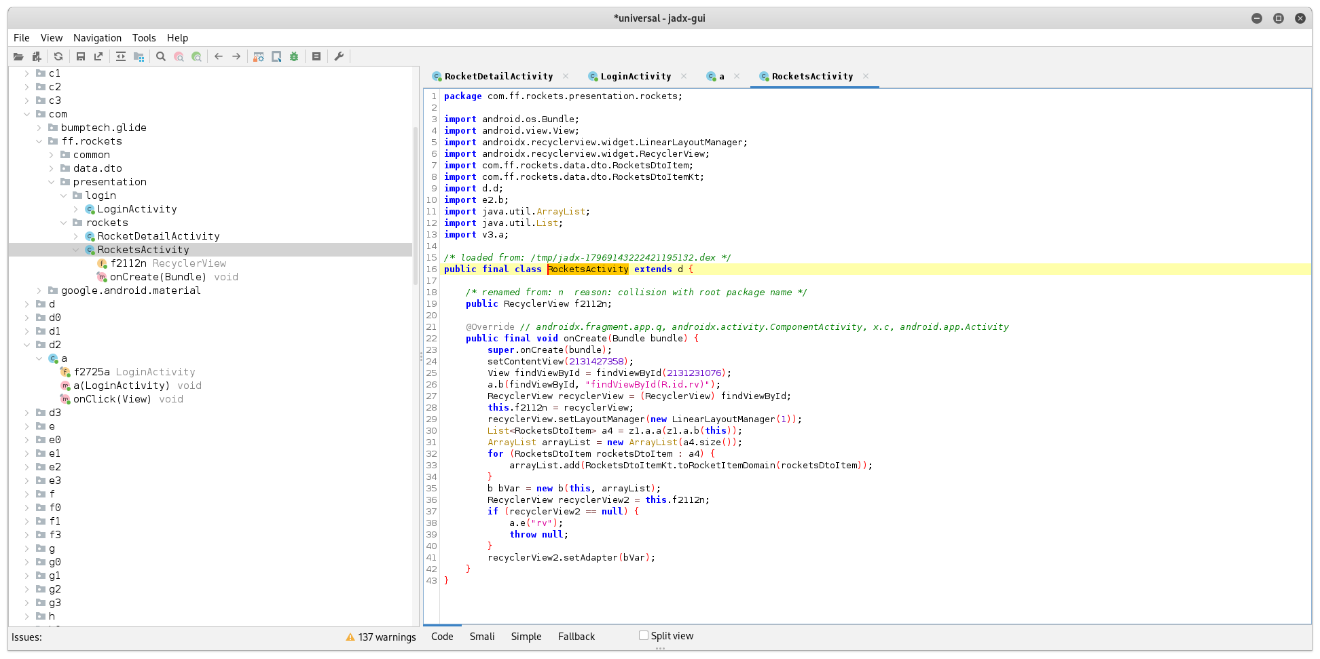 *universal - jadx-gui
File View Navigation Tools Help
c1
c2
c3
com
bumptech.glide
ff.rockets
common
data.dto
presentation
login
LoginActivity
rockets
RocketDetailActivity
RocketsActivity
f2112n RecyclerView
onCreate(Bundle) void
google.android.material
d
d0
d1
d2
a
f2725a LoginActivity
a(LoginActivity) void
onClick(View) void
d3
e
e0
e1
e2
e3
f
f0
f1
f3
g
g0
g1
g2
g3
h
RocketDetailActivity × LoginActivity × a × RocketsActivity ×
1 package com.ff.rockets.presentation.rockets;
2
3 import android.os.Bundle;
4 import android.view.View;
5 import androidx.recyclerview.widget.LinearLayoutManager;
6 import androidx.recyclerview.widget.RecyclerView;
7 import com.ff.rockets.data.dto.RocketsDtoItem;
8 import com.ff.rockets.data.dto.RocketsDtoItemKt;
9 import d.d;
10 import e2.b;
11 import java.util.ArrayList;
12 import java.util.List;
13 import v3.a;
14
15 /* loaded from: /tmp/jadx-17969143222421195132.dex */
16 public final class RocketsActivity extends d {
17
18 /* renamed from: n reason: collision with root package name */
19 public RecyclerView f2112n;
20
21 @Override // androidx.fragment.app.q, androidx.activity.ComponentActivity, x.c, android.app.Activity
22 public final void onCreate(Bundle bundle) {
23 super.onCreate(bundle);
24 setContentView(2131427358);
25 View findViewById = findViewById(2131231076);
26 a.b(findViewById, "findViewById(R.id.rv)");
27 RecyclerView recyclerView = (RecyclerView) findViewById;
28 this.f2112n = recyclerView;
29 recyclerView.setLayoutManager(new LinearLayoutManager(1));
30 List<RocketsDtoItem> a4 = z1.a.a(z1.a.b(this));
31 ArrayList arrayList = new ArrayList(a4.size());
32 for (RocketsDtoItem rocketsDtoItem : a4) {
33 arrayList.add(RocketsDtoItemKt.toRocketItemDomain(rocketsDtoItem));
34 }
35 b bVar = new b(this, arrayList);
36 RecyclerView recyclerView2 = this.f2112n;
37 if (recyclerView2 == null) {
38 a.e("rv");
39 throw null;
40 }
41 recyclerView2.setAdapter(bVar);
42 }
43 }
Issues: 137 warnings
Code Smali Simple Fallback Split view